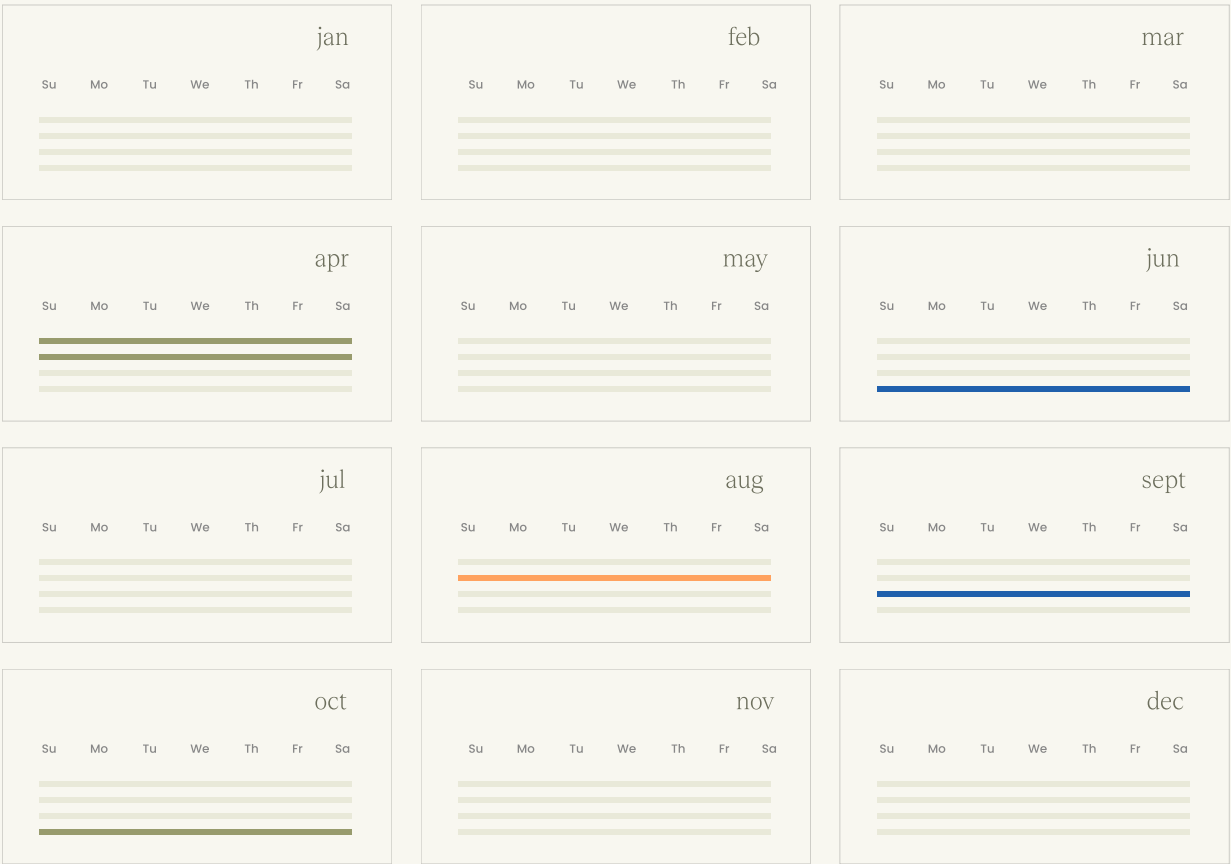 jan
Su Mo Tu We Th Fr Sa
feb
Su Mo Tu We Th Fr Sa
mar
Su Mo Tu We Th Fr Sa
apr
Su Mo Tu We Th Fr Sa
may
Su Mo Tu We Th Fr Sa
jun
Su Mo Tu We Th Fr Sa
jul
Su Mo Tu We Th Fr Sa
aug
Su Mo Tu We Th Fr Sa
sept
Su Mo Tu We Th Fr Sa
oct
Su Mo Tu We Th Fr Sa
nov
Su Mo Tu We Th Fr Sa
dec
Su Mo Tu We Th Fr Sa